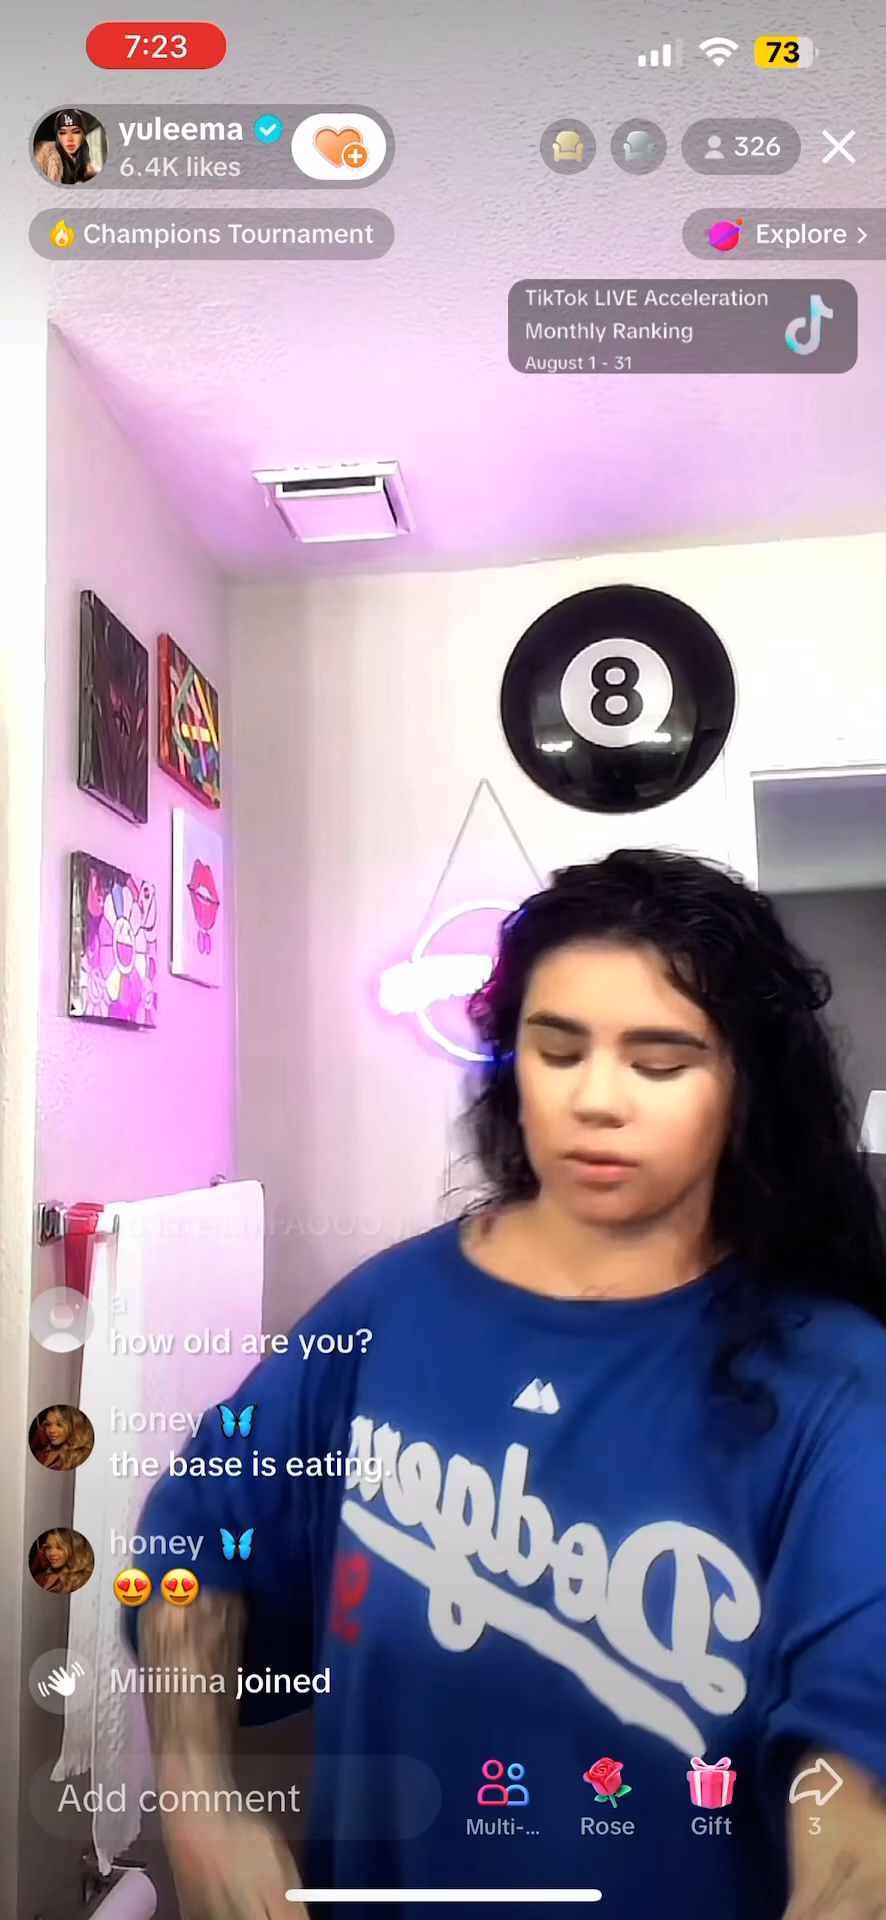 7:23
73
yuleema
6.4K likes
326
Champions Tournament
Explore >
TikTok LIVE Acceleration
Monthly Ranking
August 1 - 31
8
a
how old are you?
honey 🦋
the base is eating.
honey 🦋
😍😍
Miiiiiina joined
Dodgers
Add comment
Multi-...
Rose
Gift
3